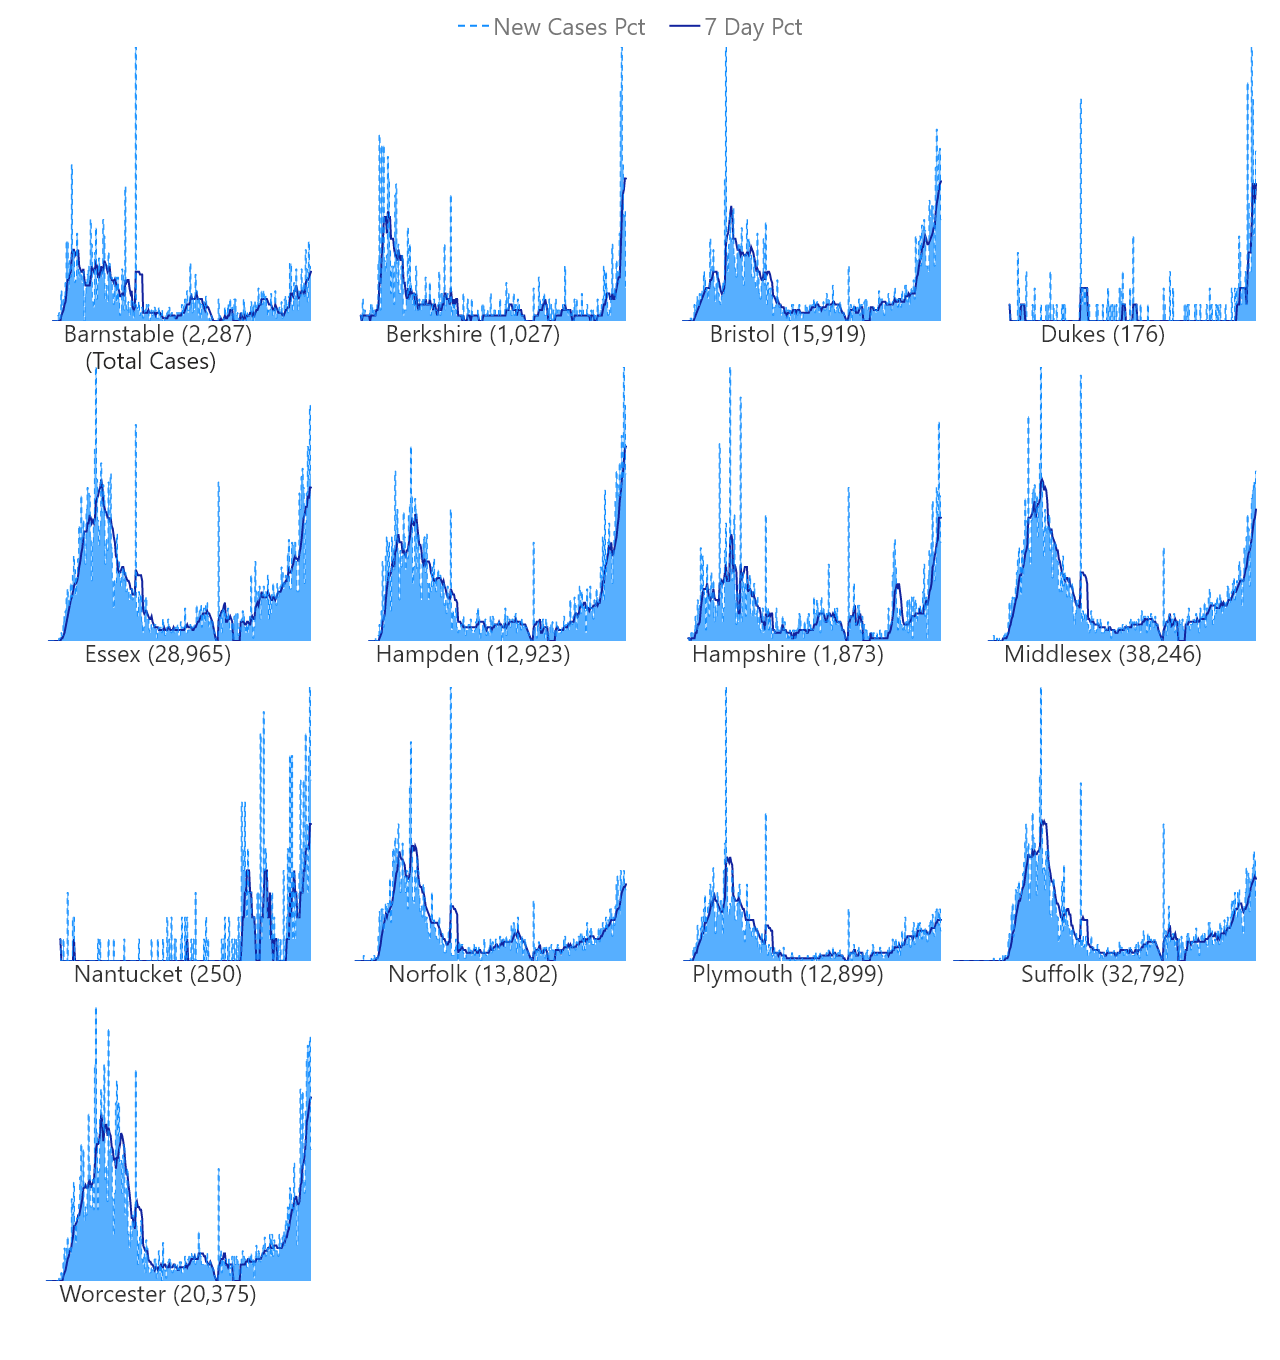 New Cases Pct 7 Day Pct
Barnstable (2,287) Berkshire (1,027) Bristol (15,919) Dukes (176)
(Total Cases)
Essex (28,965) Hampden (12,923) Hampshire (1,873) Middlesex (38,246)
Nantucket (250) Norfolk (13,802) Plymouth (12,899) Suffolk (32,792)
Worcester (20,375)